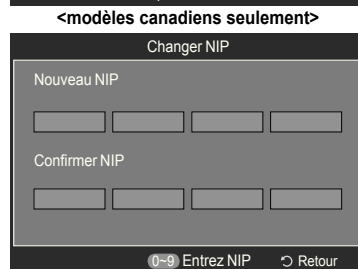 <modèles canadiens seulement>
Changer NIP
Nouveau NIP
Confirmer NIP
0~9 Entrez NIP Retour